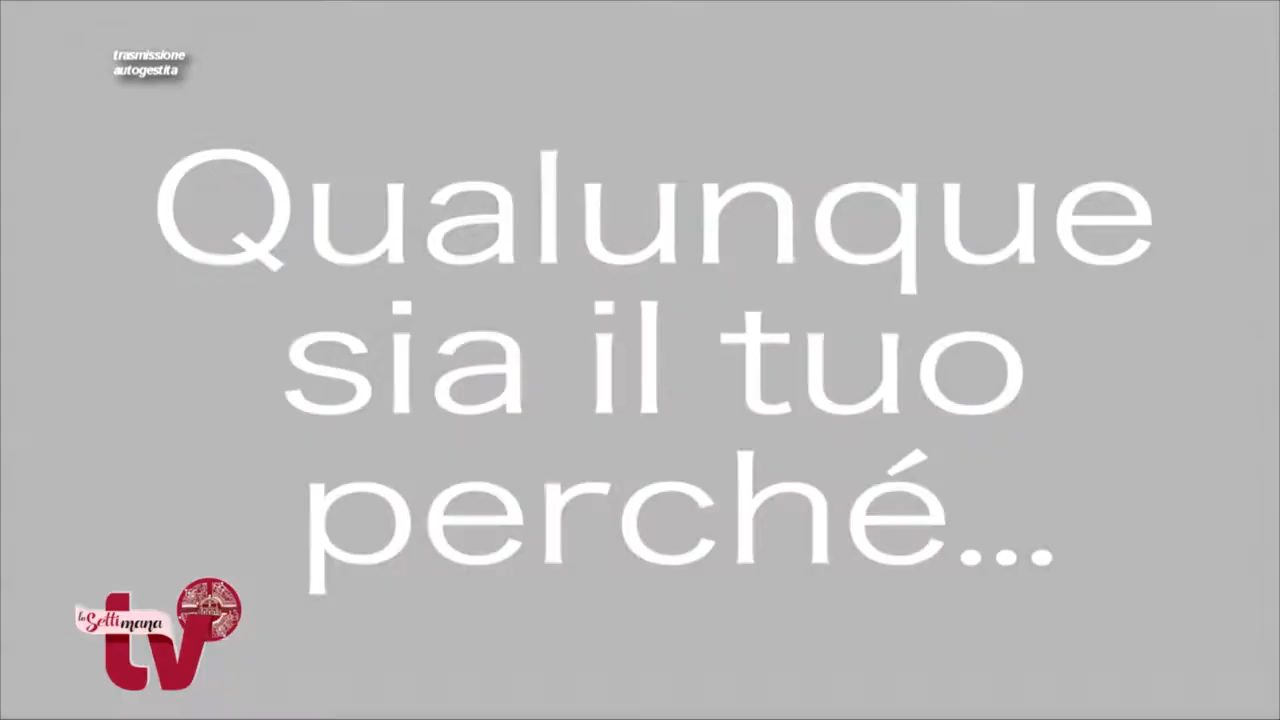 trasmissione
autogestita
Qualunque
sia il tuo
perché...
la Settimana
tv